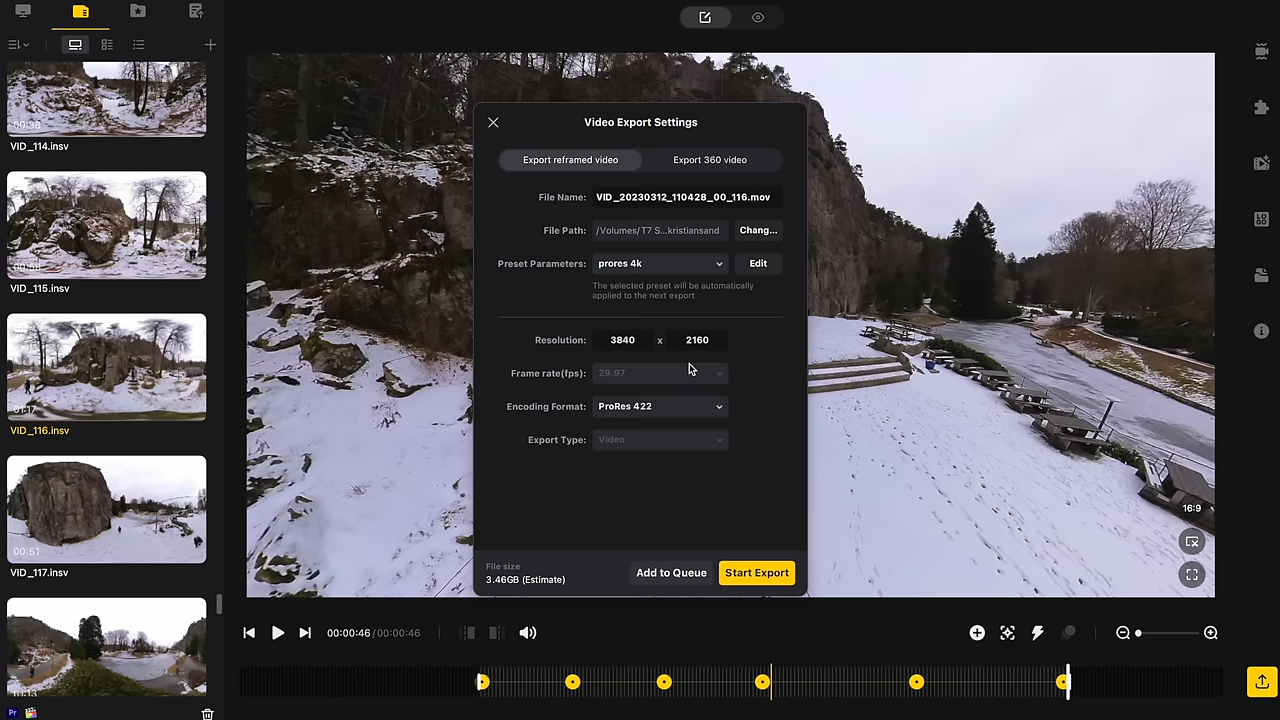 00:38
VID_114.insv
00:58
VID_115.insv
01:17
VID_116.insv
00:51
VID_117.insv
01:13
Pr
Video Export Settings
Export reframed video
Export 360 video
File Name: VID_20230312_110428_00_116.mov
File Path: /Volumes/T7 S...kristiansand Chang...
Preset Parameters: prores 4k Edit
The selected preset will be automatically
applied to the next export
Resolution: 3840 x 2160
Frame rate(fps): 29.97
Encoding Format: ProRes 422
Export Type: Video
File size
3.46GB (Estimate)
Add to Queue
Start Export
16:9
00:00:46 / 00:00:46